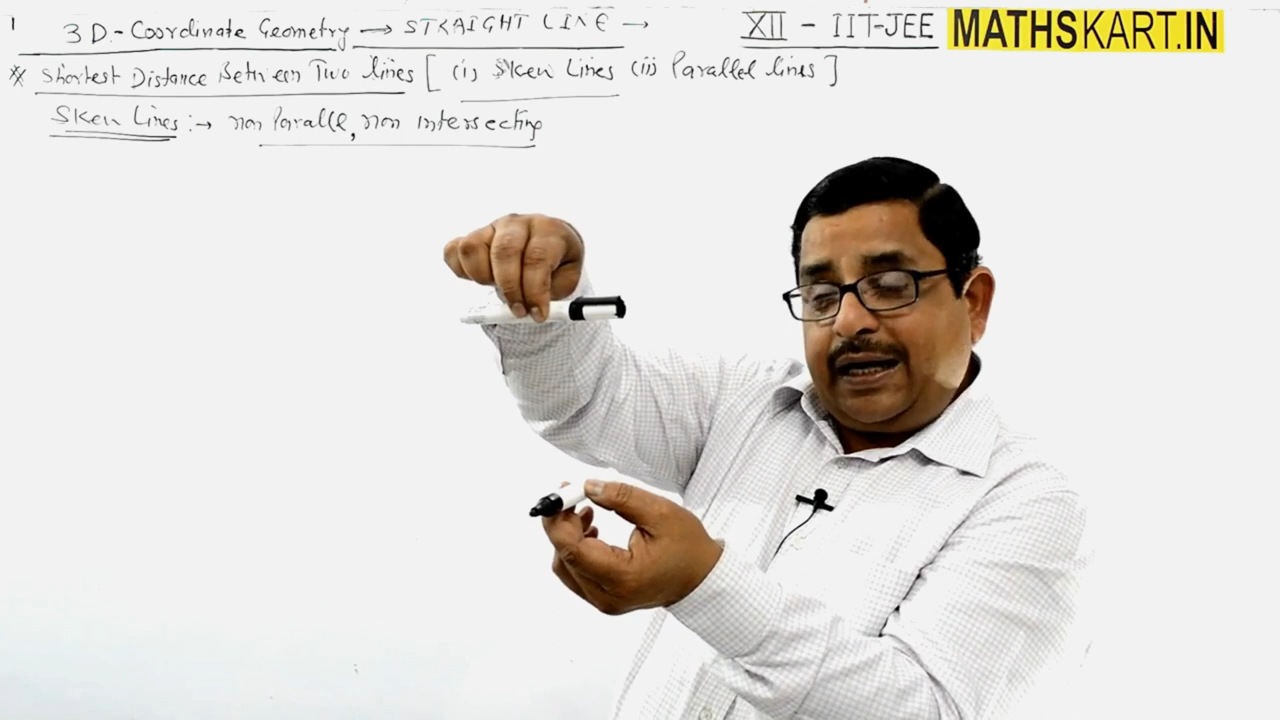 1 3D.-Coordinate Geometry → STRAIGHT LINE → XII - IIT-JEE MATHSKART.IN
* Shortest Distance Between Two lines [ (i) Skew Lines (ii) Parallel lines ]
Skew Lines :→ non Paralle, non intersecting